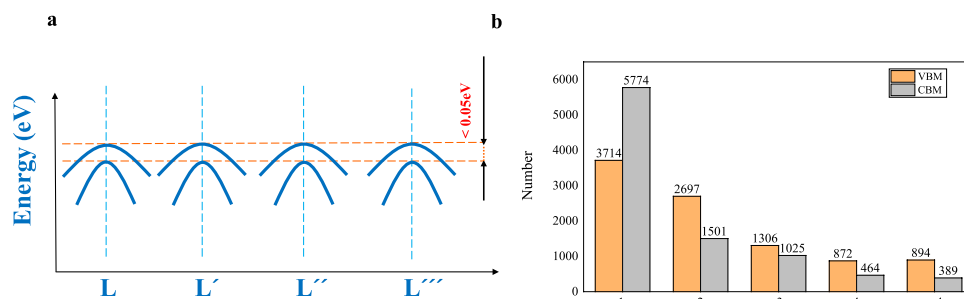 a
b
Energy (eV)
< 0.05eV
L L´ L´´ L´´´
Number
6000
5000
4000
3000
2000
1000
0
VBM
CBM
3714
5774
2697
1501
1306
1025
872
464
894
389